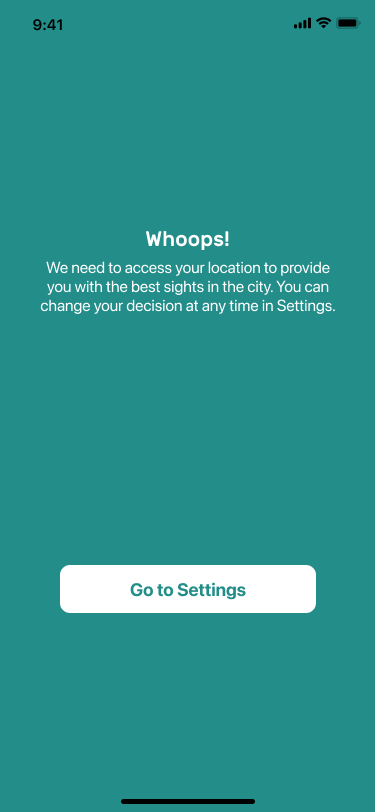 9:41
Whoops!
We need to access your location to provide
you with the best sights in the city. You can
change your decision at any time in Settings.
Go to Settings